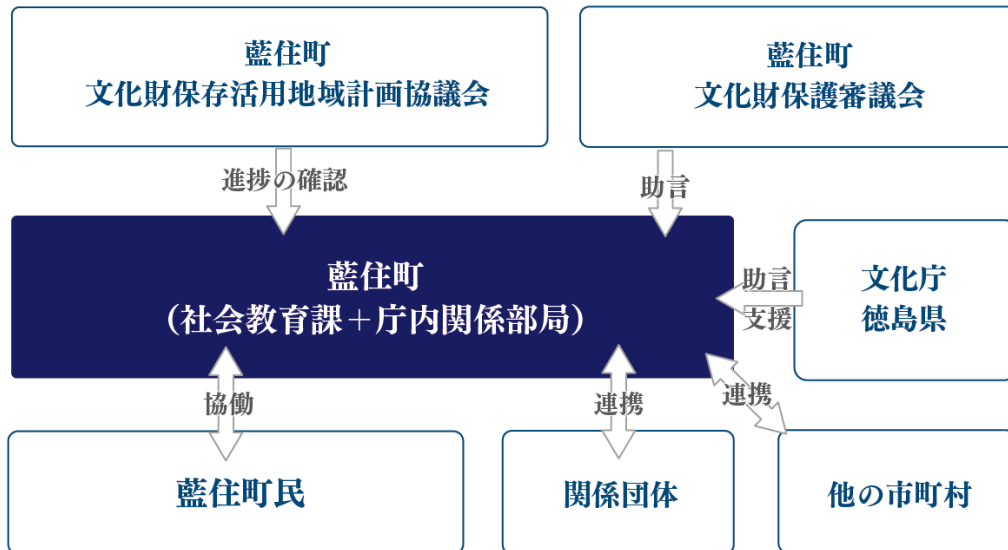 藍住町
文化財保存活用地域計画協議会
藍住町
文化財保護審議会
進捗の確認
助言
藍住町
（社会教育課＋庁内関係部局）
助言
支援
文化庁
徳島県
協働
連携
連携
藍住町民
関係団体
他の市町村